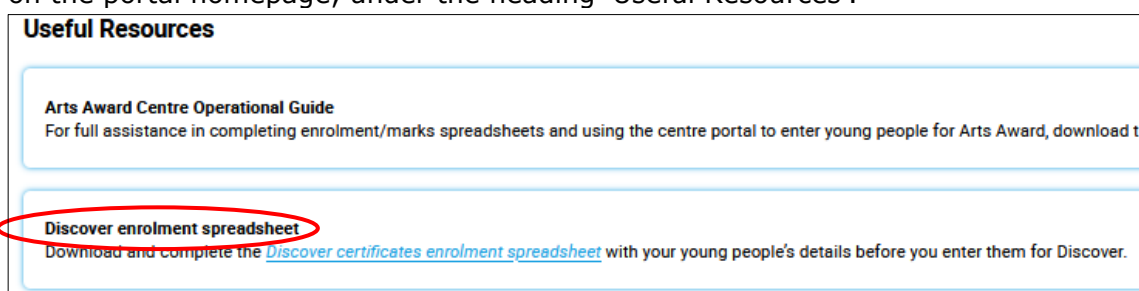 on the portal homepage, under the heading 'Useful Resources'.
Useful Resources
Arts Award Centre Operational Guide
For full assistance in completing enrolment/marks spreadsheets and using the centre portal to enter young people for Arts Award, download t
Discover enrolment spreadsheet
Download and complete the Discover certificates enrolment spreadsheet with your young people's details before you enter them for Discover.